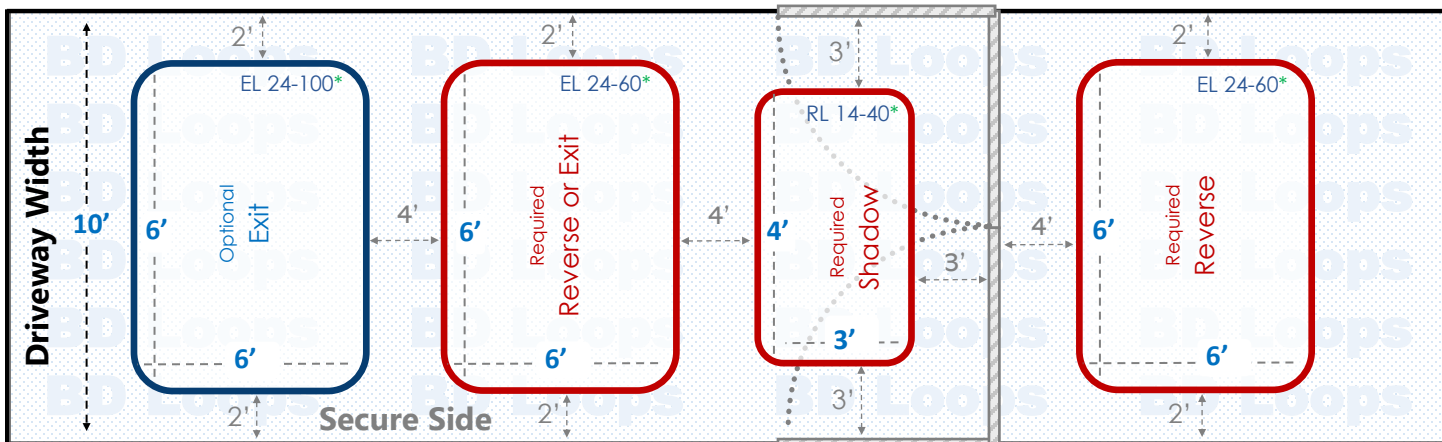 Driveway Width
10’
2’
EL 24-100*
6’
Optional
Exit
6’
2’
4’
2’
EL 24-60*
6’
Required
Reverse or Exit
6’
2’
4’
3’
RL 14-40*
4’
Required
Shadow
3’
3’
3’
4’
2’
EL 24-60*
6’
Required
Reverse
6’
2’
Secure Side
BD Loops